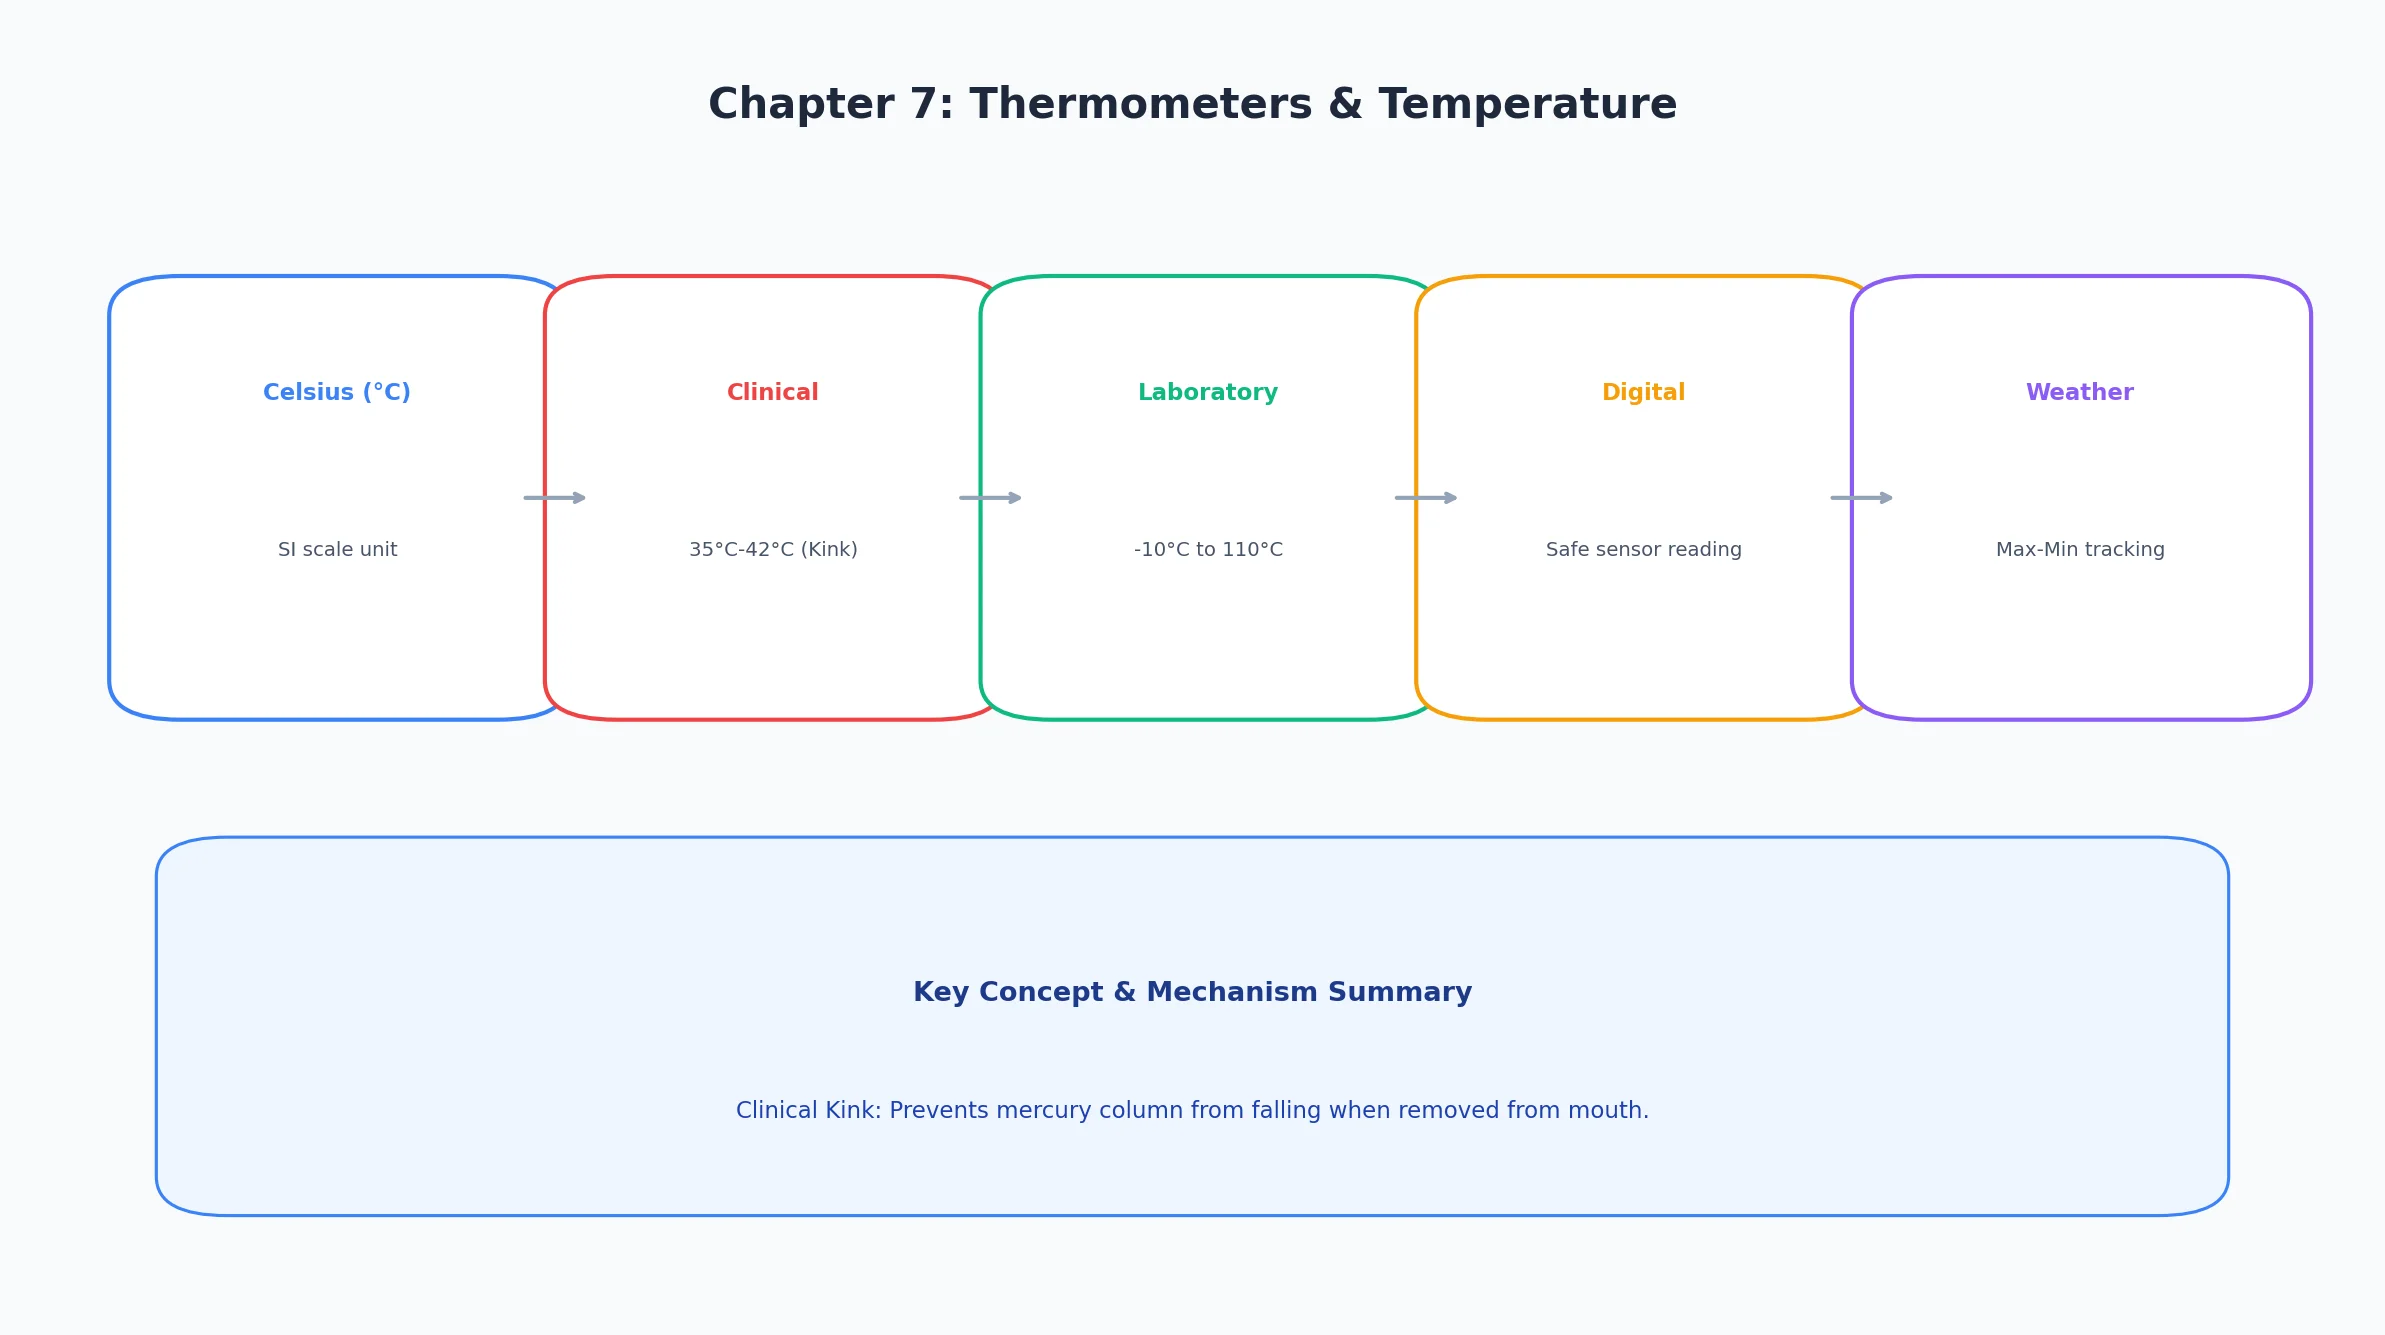 Chapter 7: Thermometers & Temperature
Celsius (°C)
SI scale unit
Clinical
35°C-42°C (Kink)
Laboratory
-10°C to 110°C
Digital
Safe sensor reading
Weather
Max-Min tracking
Key Concept & Mechanism Summary
Clinical Kink: Prevents mercury column from falling when removed from mouth.